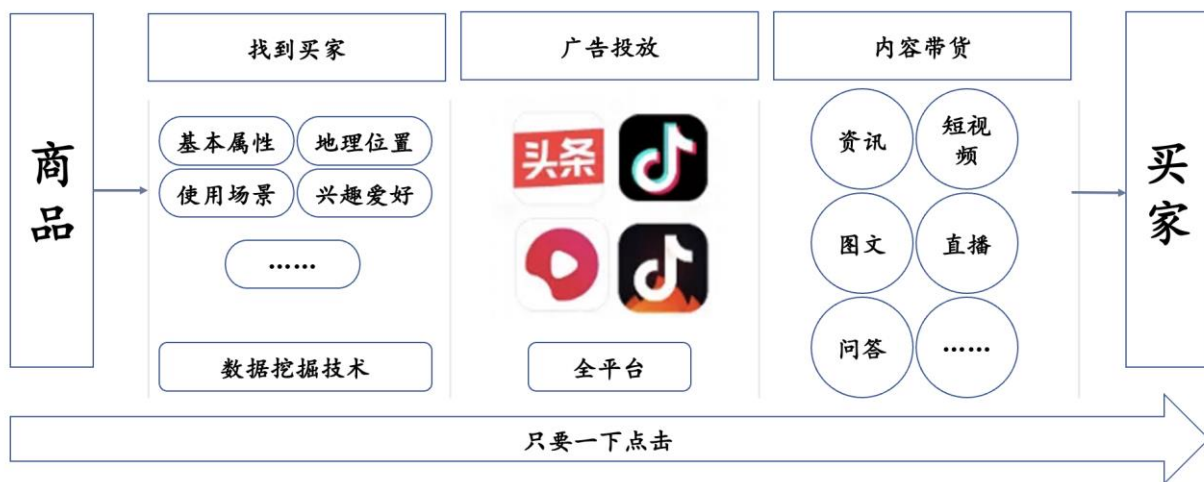 商品
找到买家
基本属性
地理位置
使用场景
兴趣爱好
……
数据挖掘技术
广告投放
头条
全平台
内容带货
资讯
短视
频
图文
直播
问答
……
买家
只要一下点击